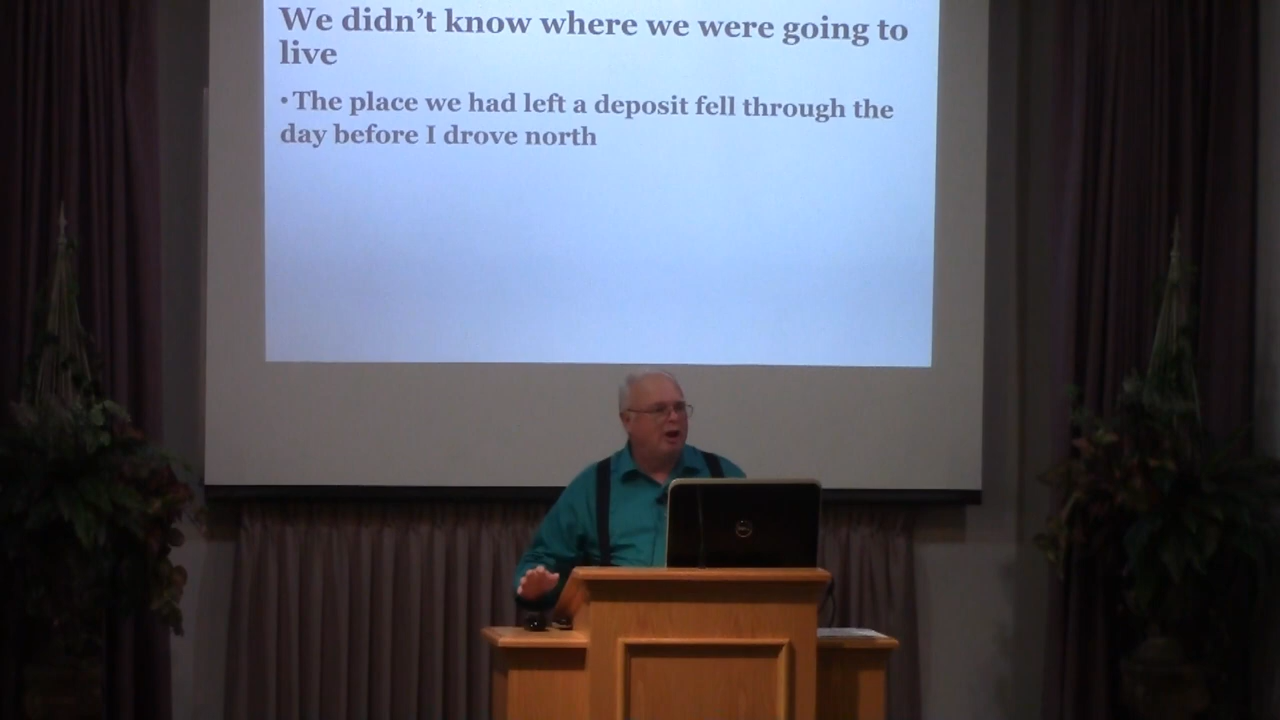 We didn’t know where we were going to
live
• The place we had left a deposit fell through the
day before I drove north
DELL